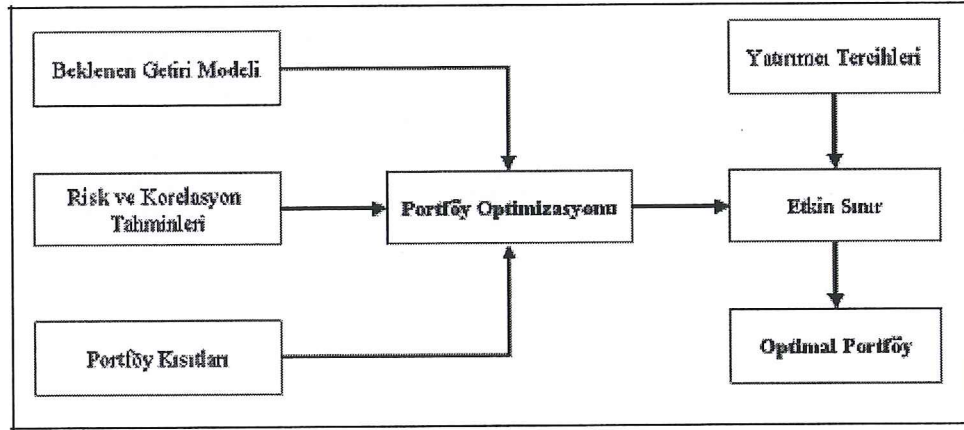 Beklenen Getiri Modeli
Yatırımcı Tercihleri
Risk ve Korelasyon
Tahminleri
Portföy Optimizasyonu
Etkin Sınır
Portföy Kısıtları
Optimal Portföy